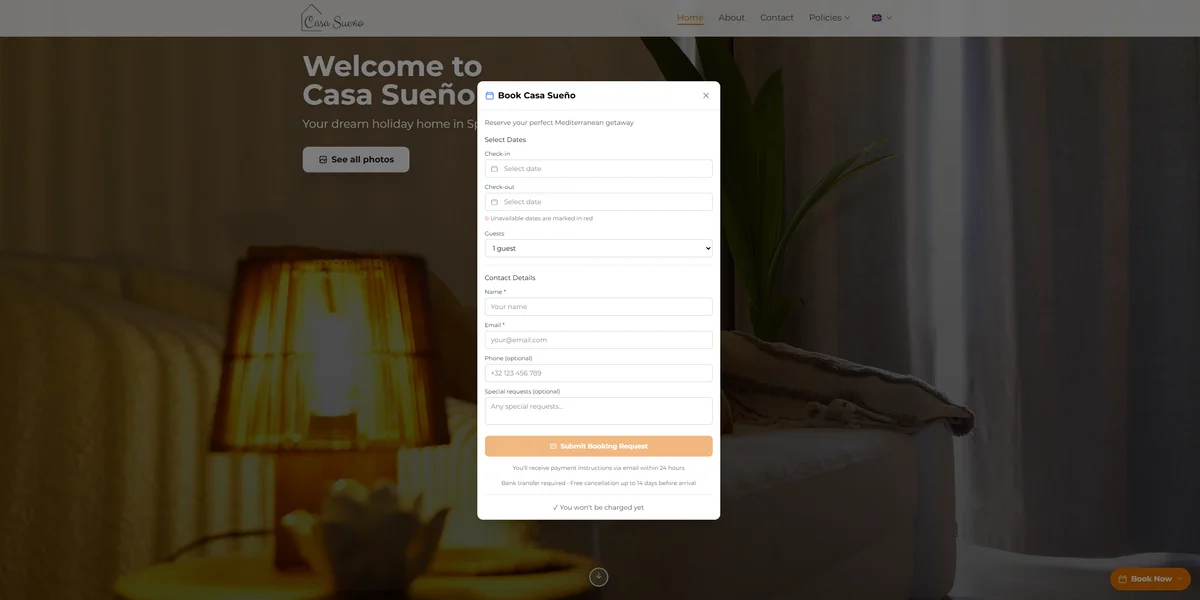 Casa Sueño
Home
About
Contact
Policies
Welcome to
Casa Sueño
Your dream holiday home in Sp
See all photos
Book Casa Sueño
Reserve your perfect Mediterranean getaway
Select Dates
Check-in
Select date
Check-out
Select date
Unavailable dates are marked in red
Guests
1 guest
Contact Details
Name *
Your name
Email *
your@email.com
Phone (optional)
+32 123 456 789
Special requests (optional)
Any special requests...
Submit Booking Request
You'll receive payment instructions via email within 24 hours
Bank transfer required · Free cancellation up to 14 days before arrival
✓ You won't be charged yet
Book Now